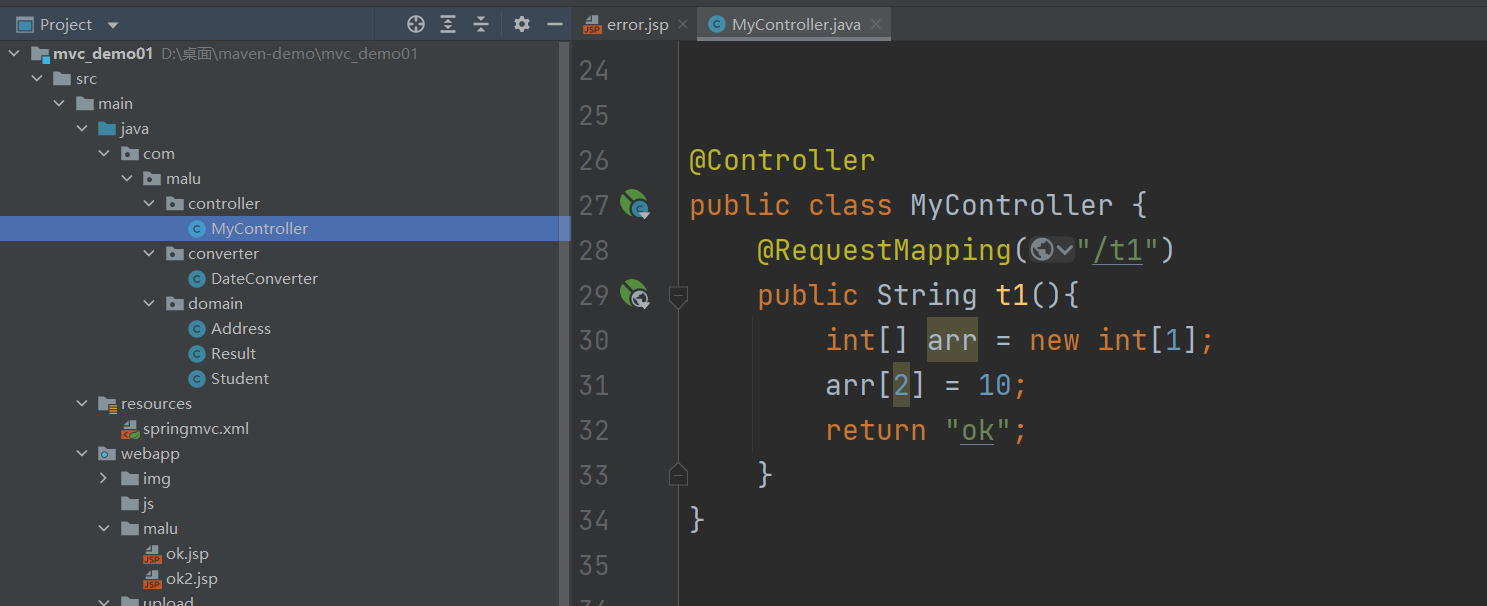 Project
mvc_demo01 D:\桌面\maven-demo\mvc_demo01
src
main
java
com
malu
controller
MyController
converter
DateConverter
domain
Address
Result
Student
resources
springmvc.xml
webapp
img
js
malu
ok.jsp
ok2.jsp
upload
error.jsp
MyController.java
24
25
26 @Controller
27 public class MyController {
28 @RequestMapping("/t1")
29 public String t1(){
30 int[] arr = new int[1];
31 arr[2] = 10;
32 return "ok";
33 }
34 }
35